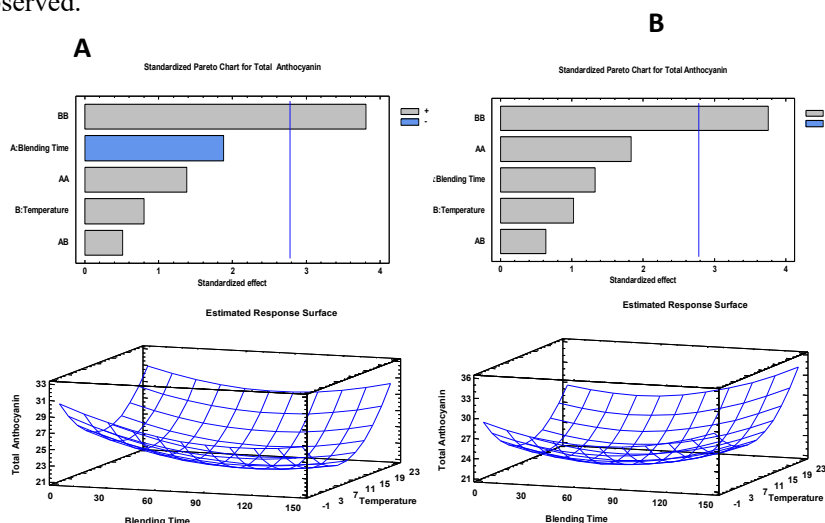 A
B
Standardized Pareto Chart for Total Anthocyanin
BB
A:Blending Time
AA
B:Temperature
AB
+
-
0 1 2 3 4
Standardized effect
Standardized Pareto Chart for Total Anthocyanin
BB
AA
:Blending Time
B:Temperature
AB
0 1 2 3 4
Standardized effect
Estimated Response Surface
Total Anthocyanin
33
31
29
27
25
23
21
0 30 60 90 120 150
Blending Time
-1 3 7 11 15 19 23
Temperature
Estimated Response Surface
Total Anthocyanin
36
33
30
27
24
21
0 30 60 90 120 150
Blending Time
-1 3 7 11 15 19 23
Temperature